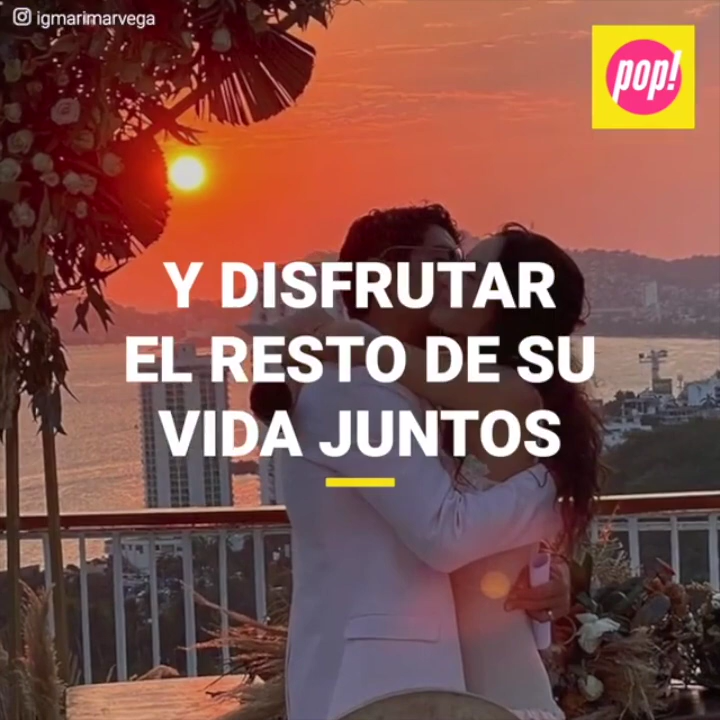 igmarimarvega
pop!
Y DISFRUTAR
EL RESTO DE SU
VIDA JUNTOS